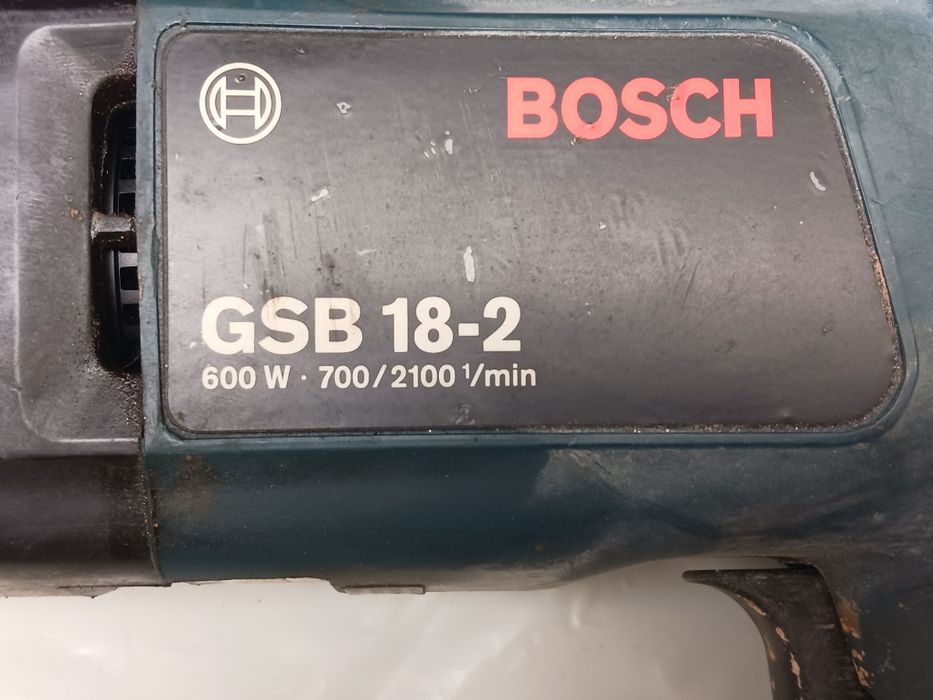 BOSCH
GSB 18-2
600 W · 700/2100 ¹/min